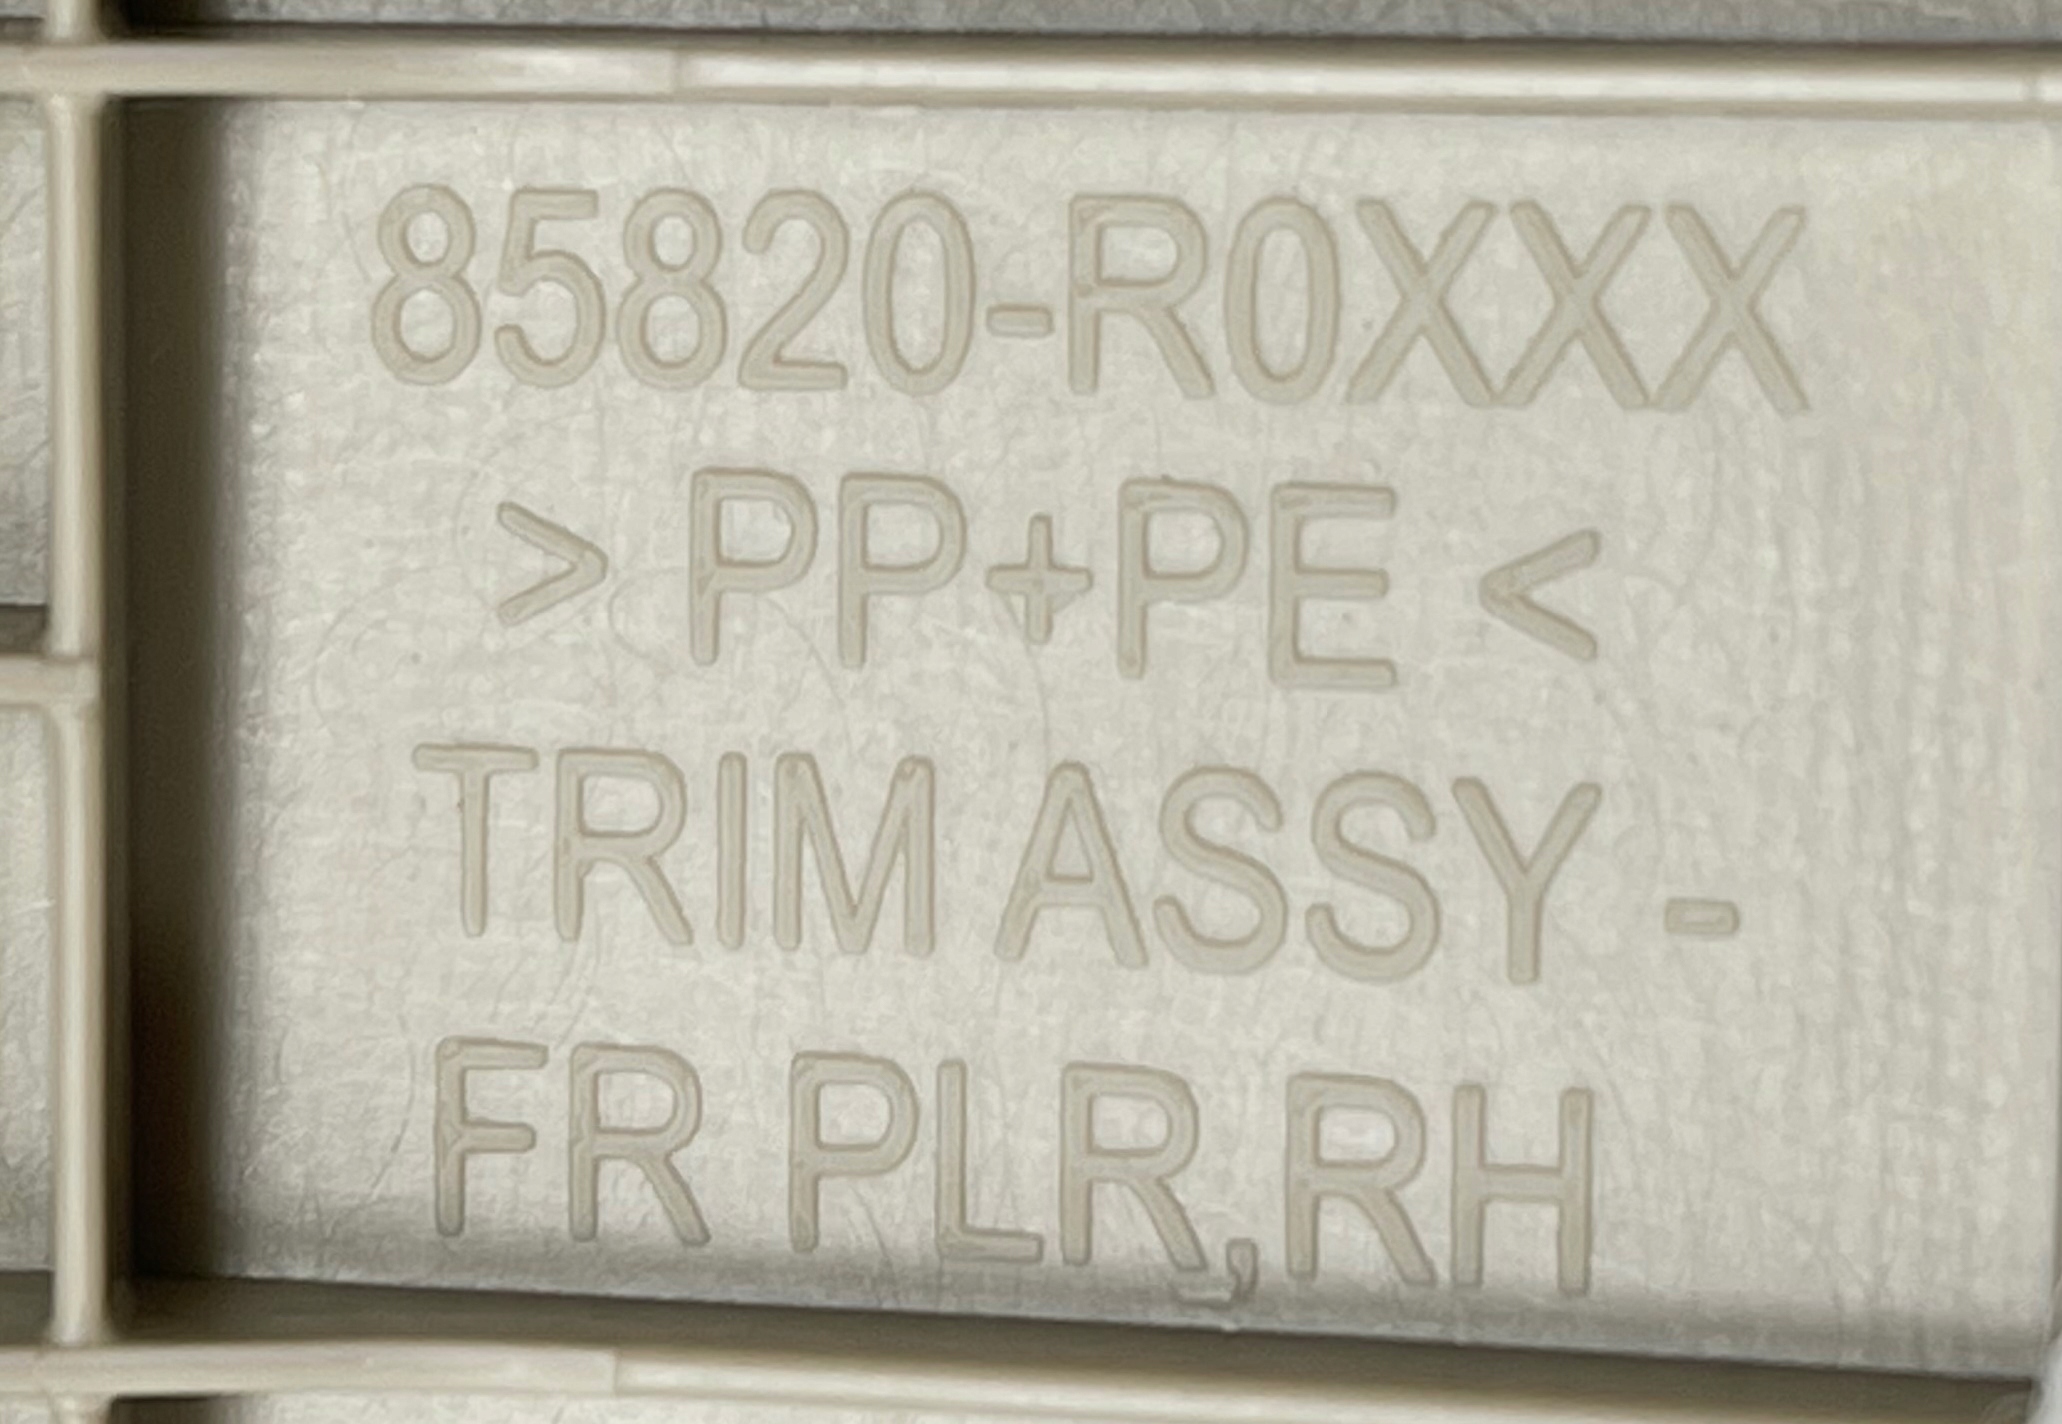 85820-R0XXX
> PP+PE <
TRIM ASSY -
FR PLR,RH